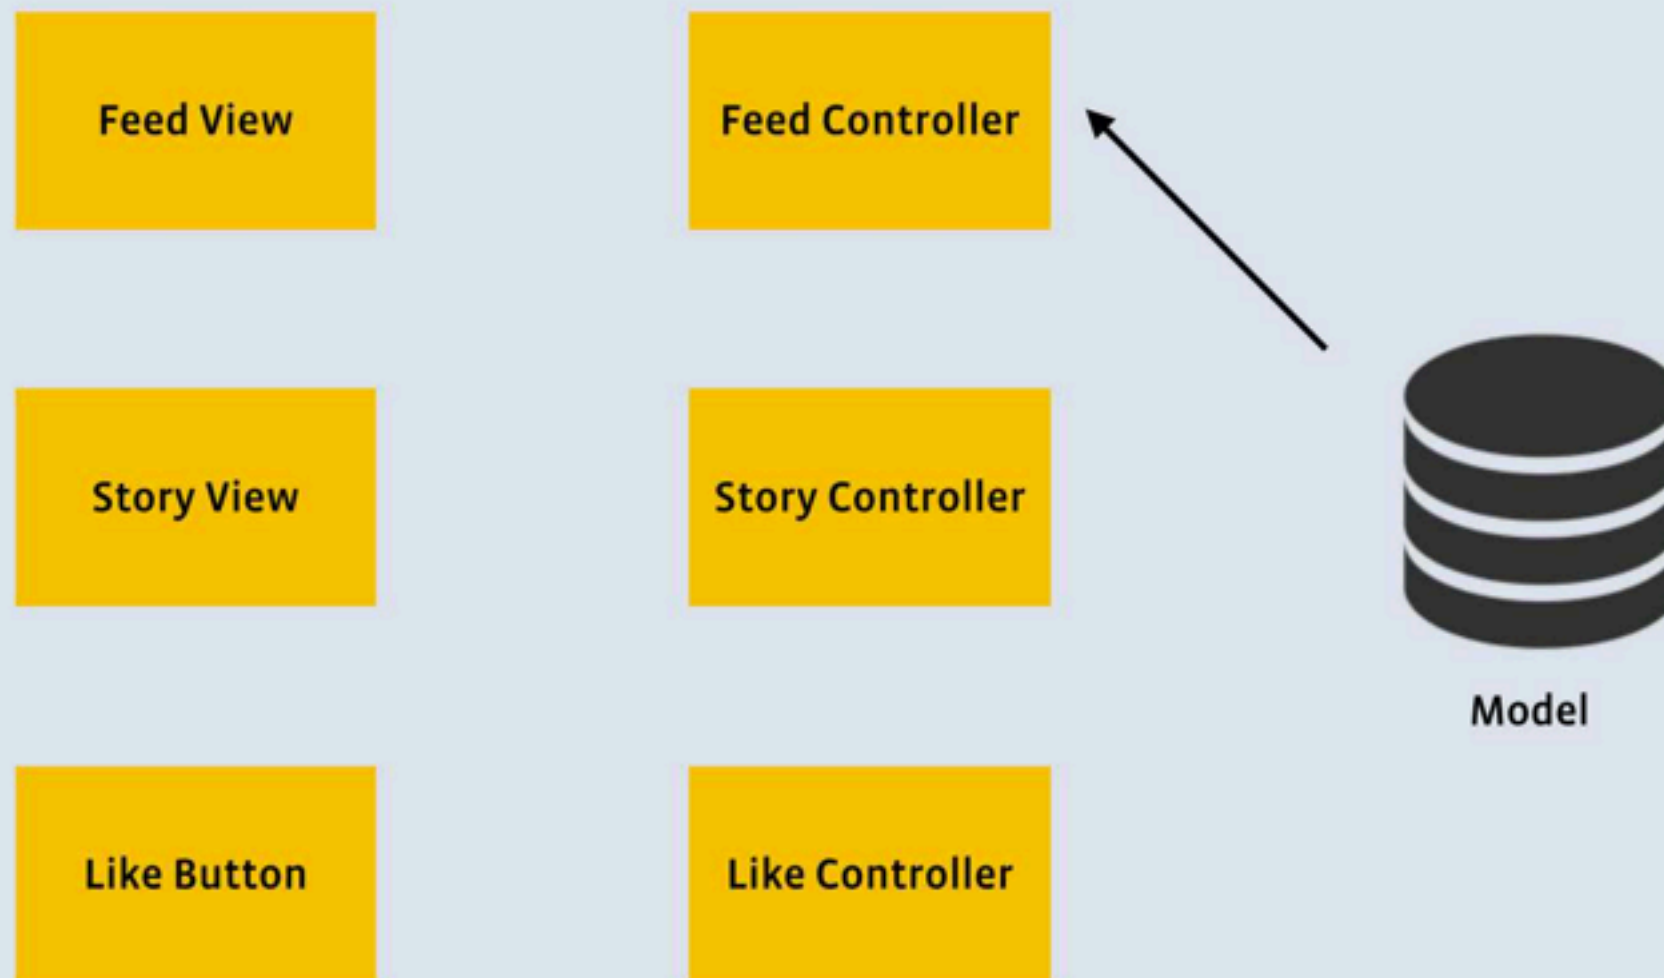 Feed View
Feed Controller
Story View
Story Controller
Model
Like Button
Like Controller